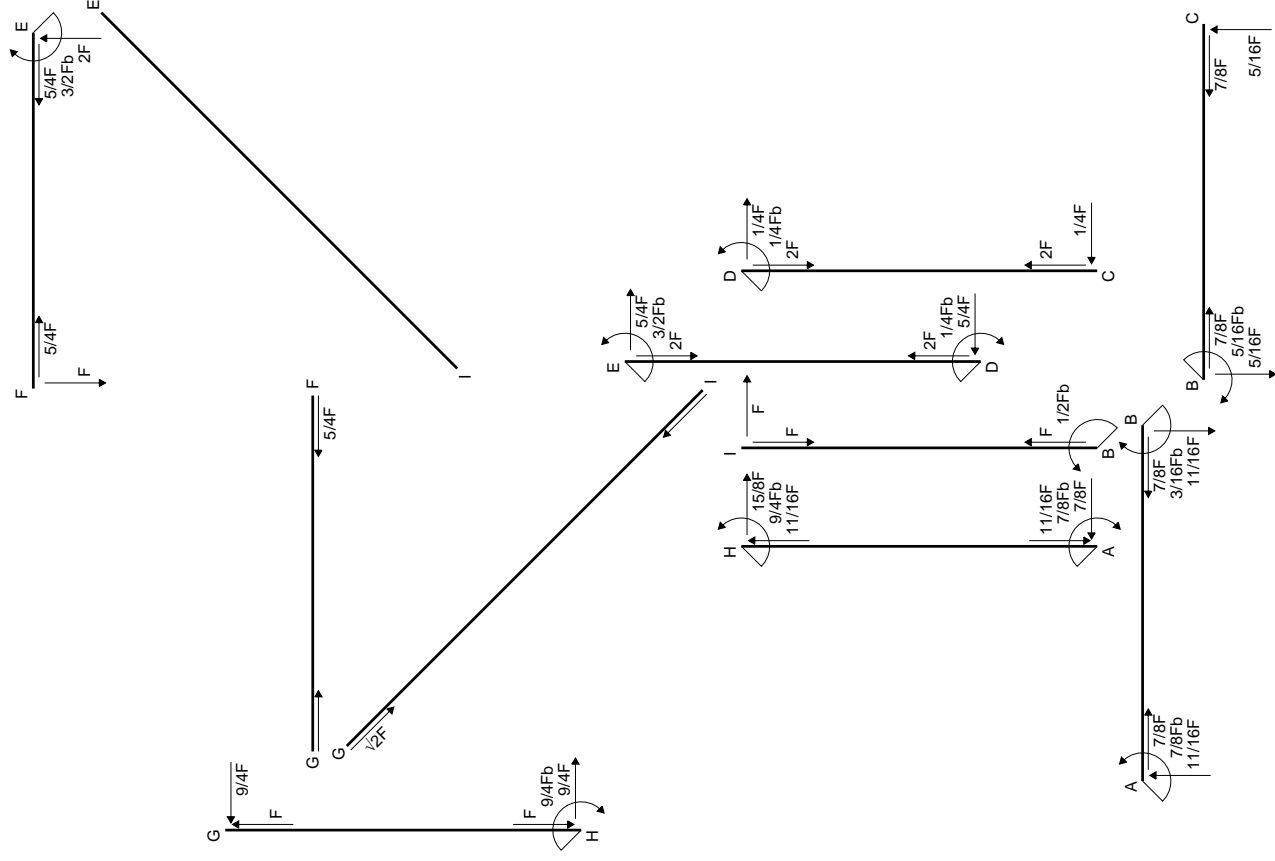 F
E
F
5/4F
5/4F
3/2Fb
2F
E
I
G
F
5/4F
G
I
√2F
G
H
9/4F
F
F
9/4Fb
9/4F
E
D
5/4F
3/2Fb
2F
2F
1/4Fb
5/4F
D
C
1/4F
1/4Fb
2F
2F
1/4F
I
B
F
F
F
1/2Fb
H
A
15/8F
9/4Fb
11/16F
11/16F
7/8Fb
7/8F
A
B
7/8F
7/8Fb
11/16F
7/8F
3/16Fb
11/16F
B
C
7/8F
5/16Fb
5/16F
7/8F
5/16F